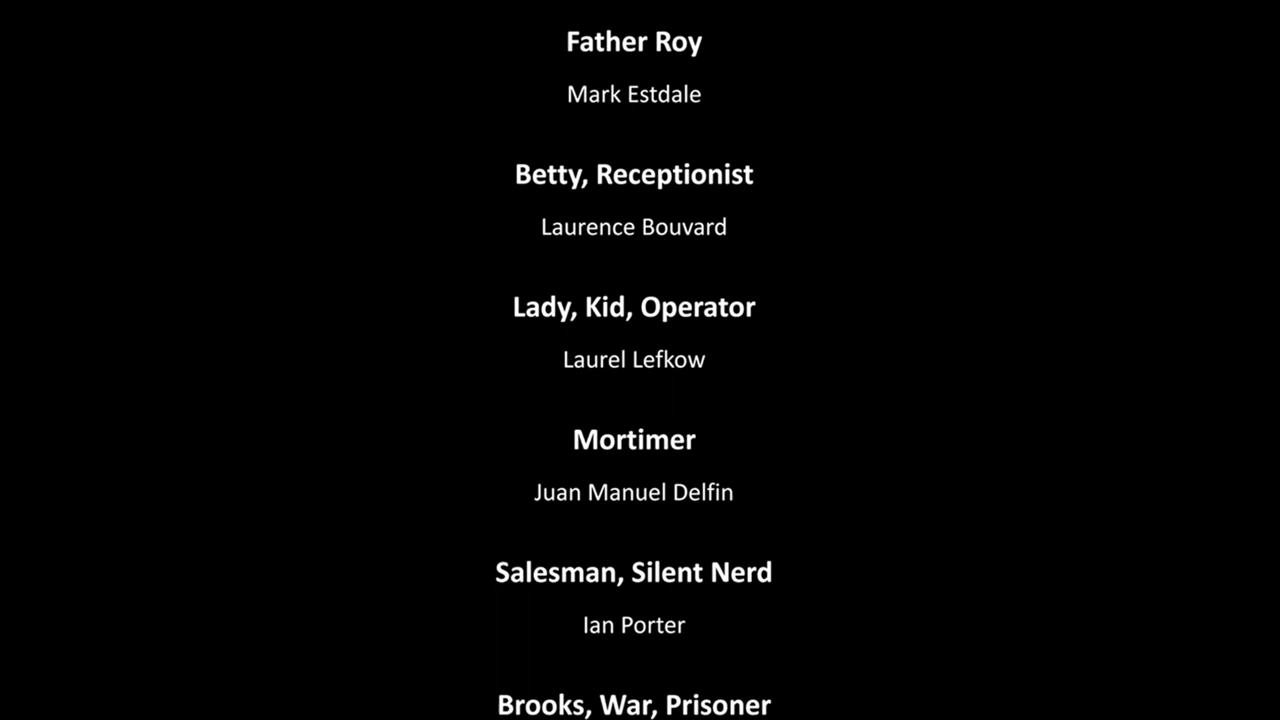 Father Roy
Mark Estdale
Betty, Receptionist
Laurence Bouvard
Lady, Kid, Operator
Laurel Lefkow
Mortimer
Juan Manuel Delfin
Salesman, Silent Nerd
Ian Porter
Brooks, War, Prisoner